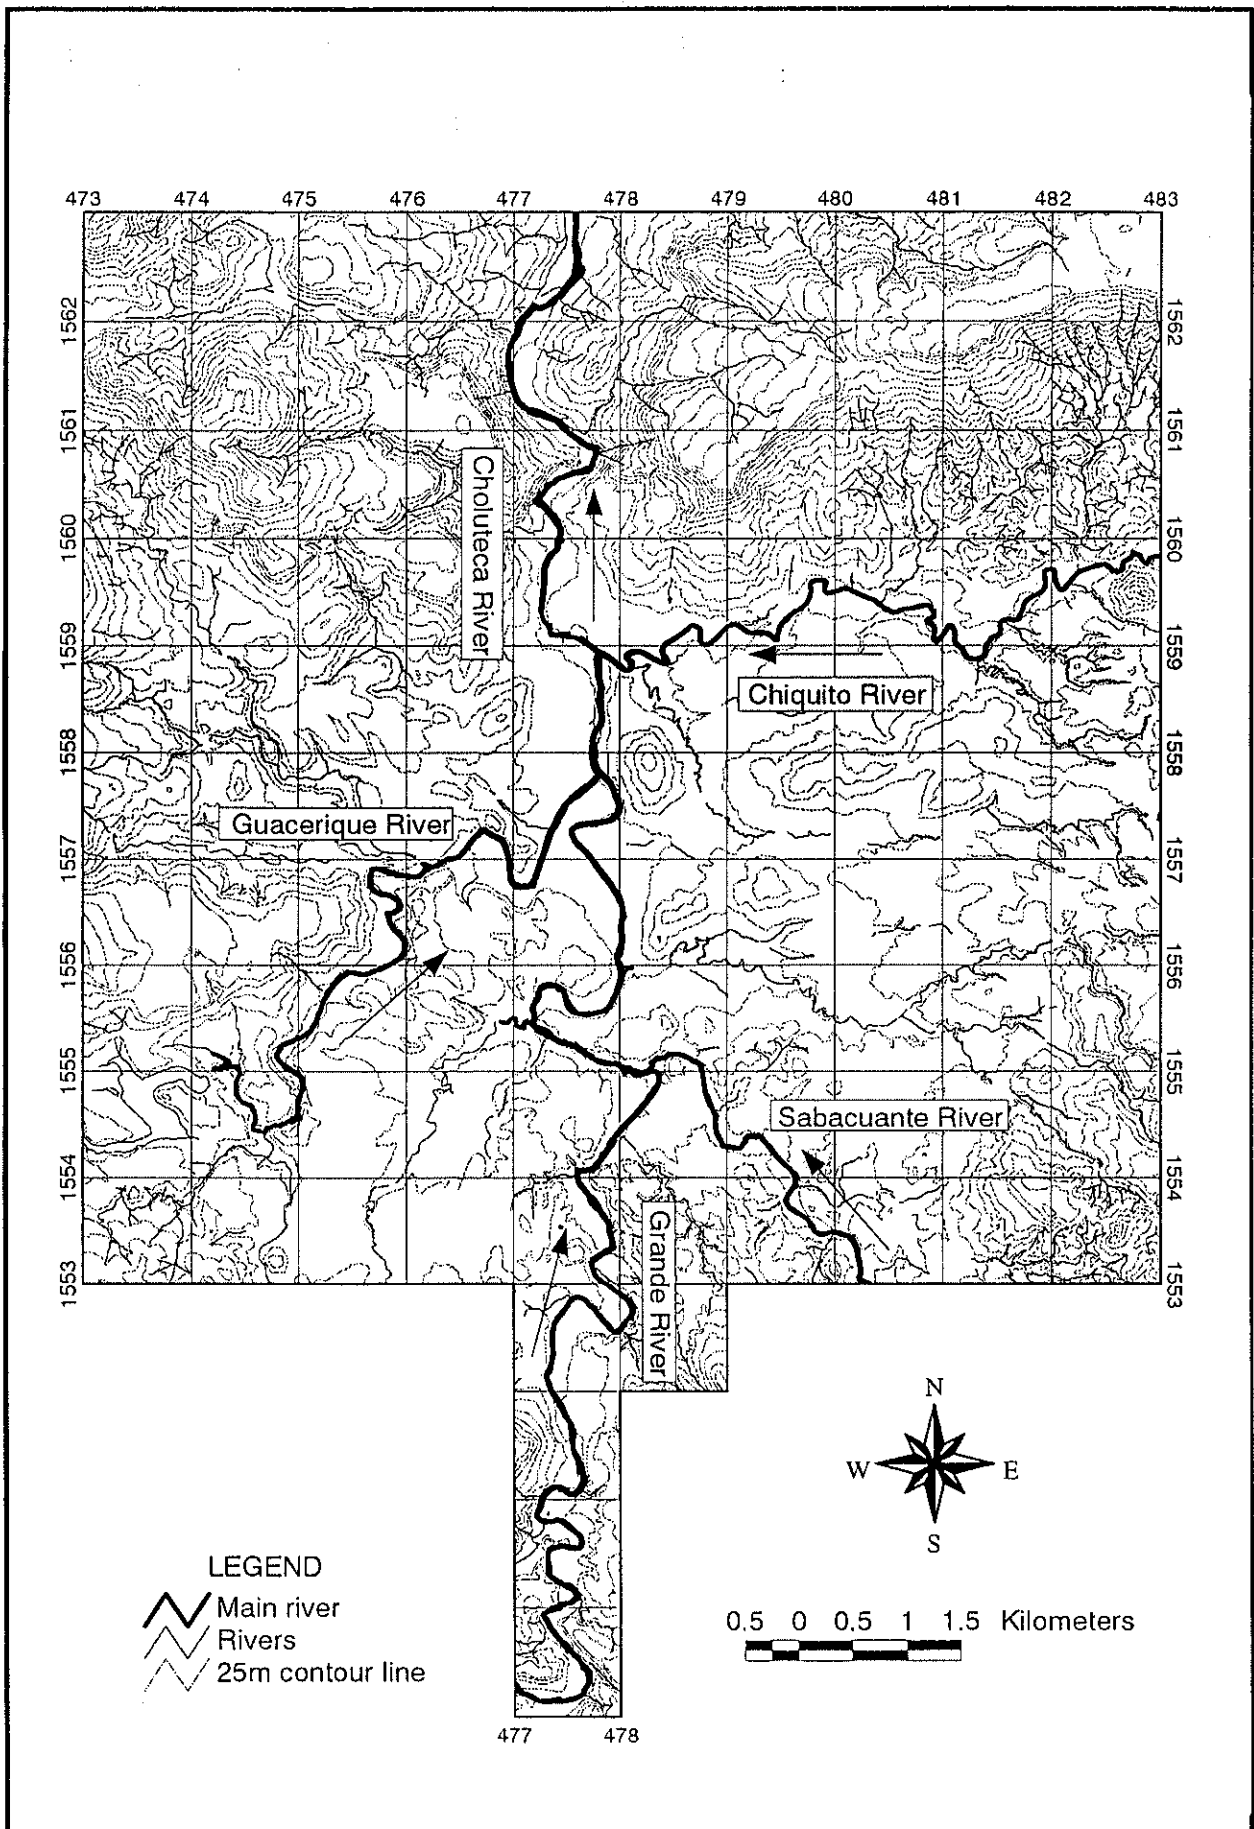 473 474 475 476 477 478 479 480 481 482 483
1562 1562
1561 1561
Choluteca River
1560 1560
1559 1559
Chiquito River
1558 1558
Guacerique River
1557 1557
1556 1556
1555 1555
Sabacuante River
1554 1554
Grande River
1553 1553
N
W E
S
LEGEND
Main river
Rivers
25m contour line
0.5 0 0.5 1 1.5 Kilometers
477 478